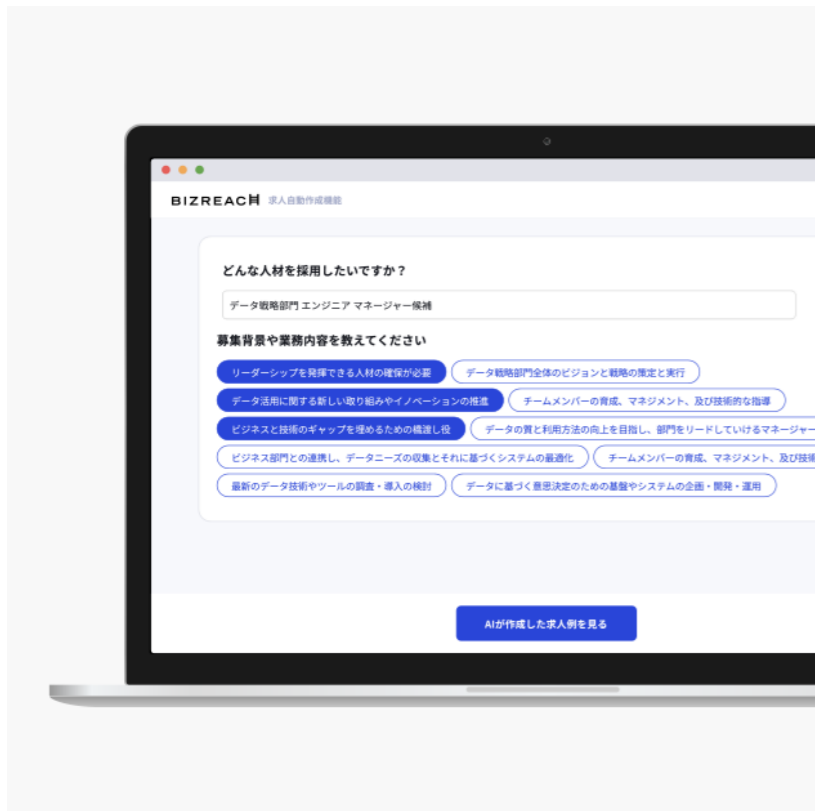 BIZREACH 求人自動作成機能
どんな人材を採用したいですか？
データ戦略部門 エンジニア マネージャー候補
募集背景や業務内容を教えてください
リーダーシップを発揮できる人材の確保が必要 データ戦略部門全体のビジョンと戦略の策定と実行
データ活用に関する新しい取り組みやイノベーションの推進 チームメンバーの育成、マネジメント、及び技術的な指導
ビジネスと技術のギャップを埋めるための橋渡し役 データの質と利用方法の向上を目指し、部門をリードしていけるマネージャー
ビジネス部門との連携し、データニーズの収集とそれに基づくシステムの最適化 チームメンバーの育成、マネジメント、及び技術
最新のデータ技術やツールの調査・導入の検討 データに基づく意思決定のための基盤やシステムの企画・開発・運用
AIが作成した求人例を見る